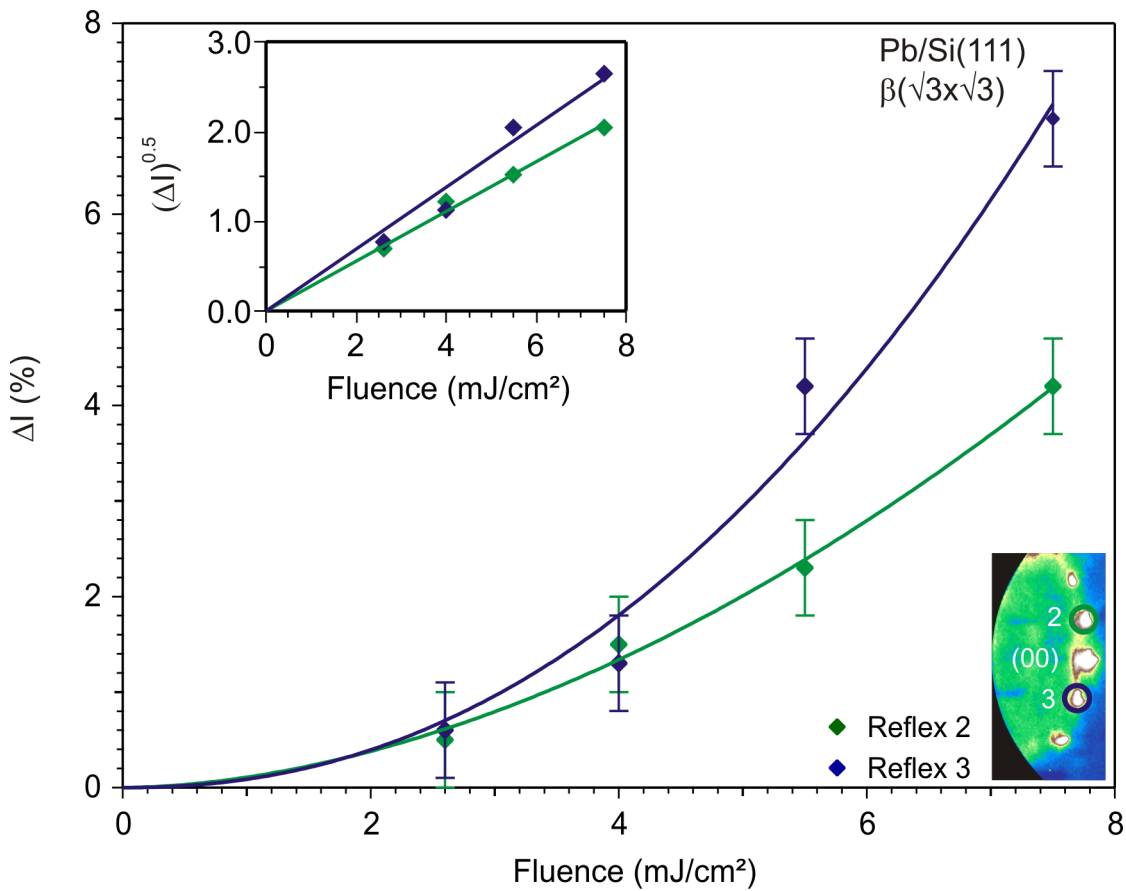 Pb/Si(111)
β(√3x√3)
ΔI (%)
8
6
4
2
0
0
2
4
6
8
Fluence (mJ/cm²)
(ΔI)^0.5
3.0
2.0
1.0
0.0
0
2
4
6
8
Fluence (mJ/cm²)
2
(00)
3
Reflex 2
Reflex 3